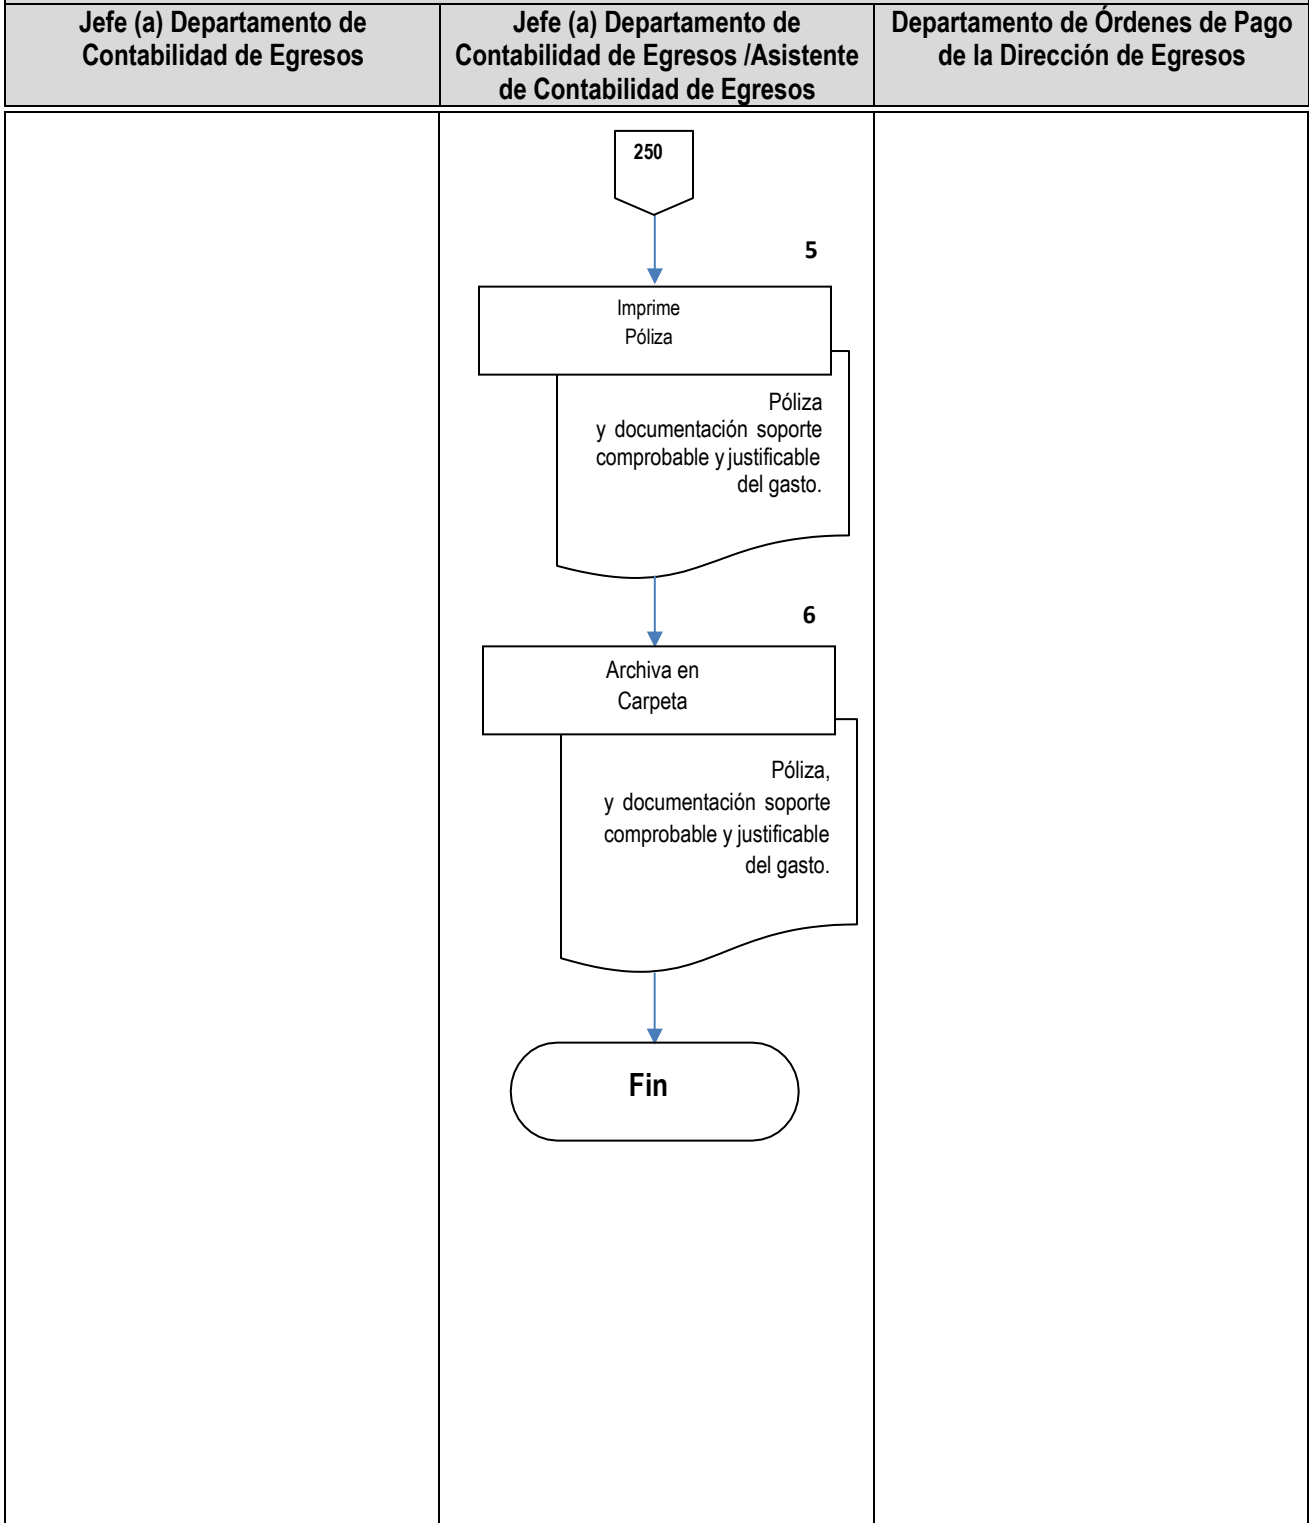 Jefe (a) Departamento de
Contabilidad de Egresos
Jefe (a) Departamento de
Contabilidad de Egresos /Asistente
de Contabilidad de Egresos
Departamento de Órdenes de Pago
de la Dirección de Egresos
250
5
Imprime
Póliza
Póliza
y documentación soporte
comprobable y justificable
del gasto.
6
Archiva en
Carpeta
Póliza,
y documentación soporte
comprobable y justificable
del gasto.
Fin